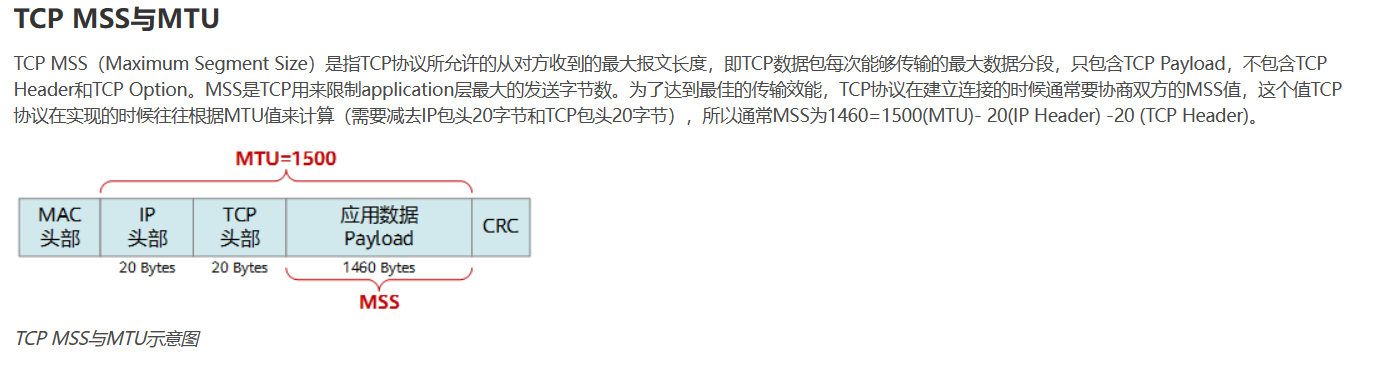 TCP MSS与MTU
TCP MSS（Maximum Segment Size）是指TCP协议所允许的从对方收到的最大报文长度，即TCP数据包每次能够传输的最大数据分段，只包含TCP Payload，不包含TCP
Header和TCP Option。MSS是TCP用来限制application层最大的发送字节数。为了达到最佳的传输效能，TCP协议在建立连接的时候通常要协商双方的MSS值，这个值TCP
协议在实现的时候往往根据MTU值来计算（需要减去IP包头20字节和TCP包头20字节），所以通常MSS为1460=1500(MTU)- 20(IP Header) -20 (TCP Header)。
MTU=1500
MAC
头部
IP
头部
TCP
头部
应用数据
Payload
CRC
20 Bytes
20 Bytes
1460 Bytes
MSS
TCP MSS与MTU示意图